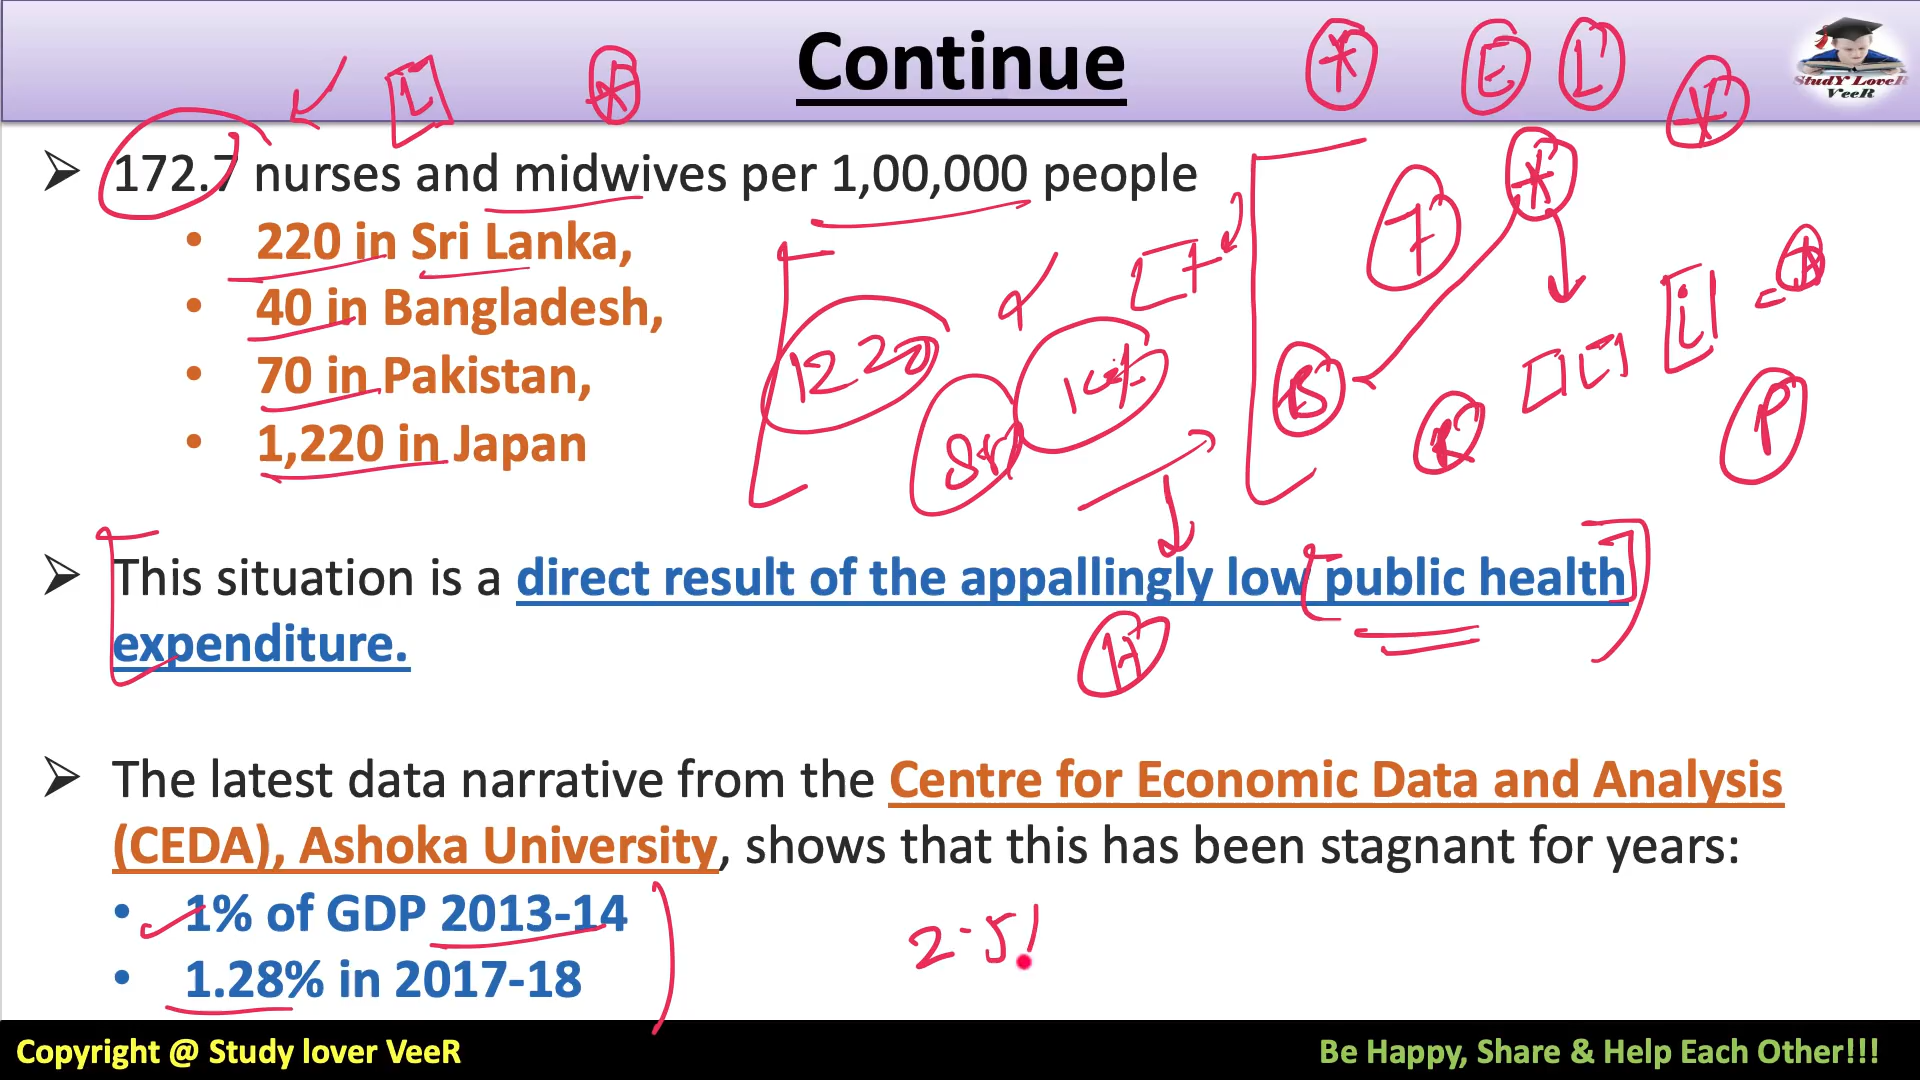 Continue
StudY LoveR
VeeR
172.7 nurses and midwives per 1,00,000 people
220 in Sri Lanka,
40 in Bangladesh,
70 in Pakistan,
1,220 in Japan
1220
This situation is a direct result of the appallingly low public health
expenditure.
H
The latest data narrative from the Centre for Economic Data and Analysis
(CEDA), Ashoka University, shows that this has been stagnant for years:
1% of GDP 2013-14
1.28% in 2017-18
2.5
Copyright @ Study lover VeeR
Be Happy, Share & Help Each Other!!!